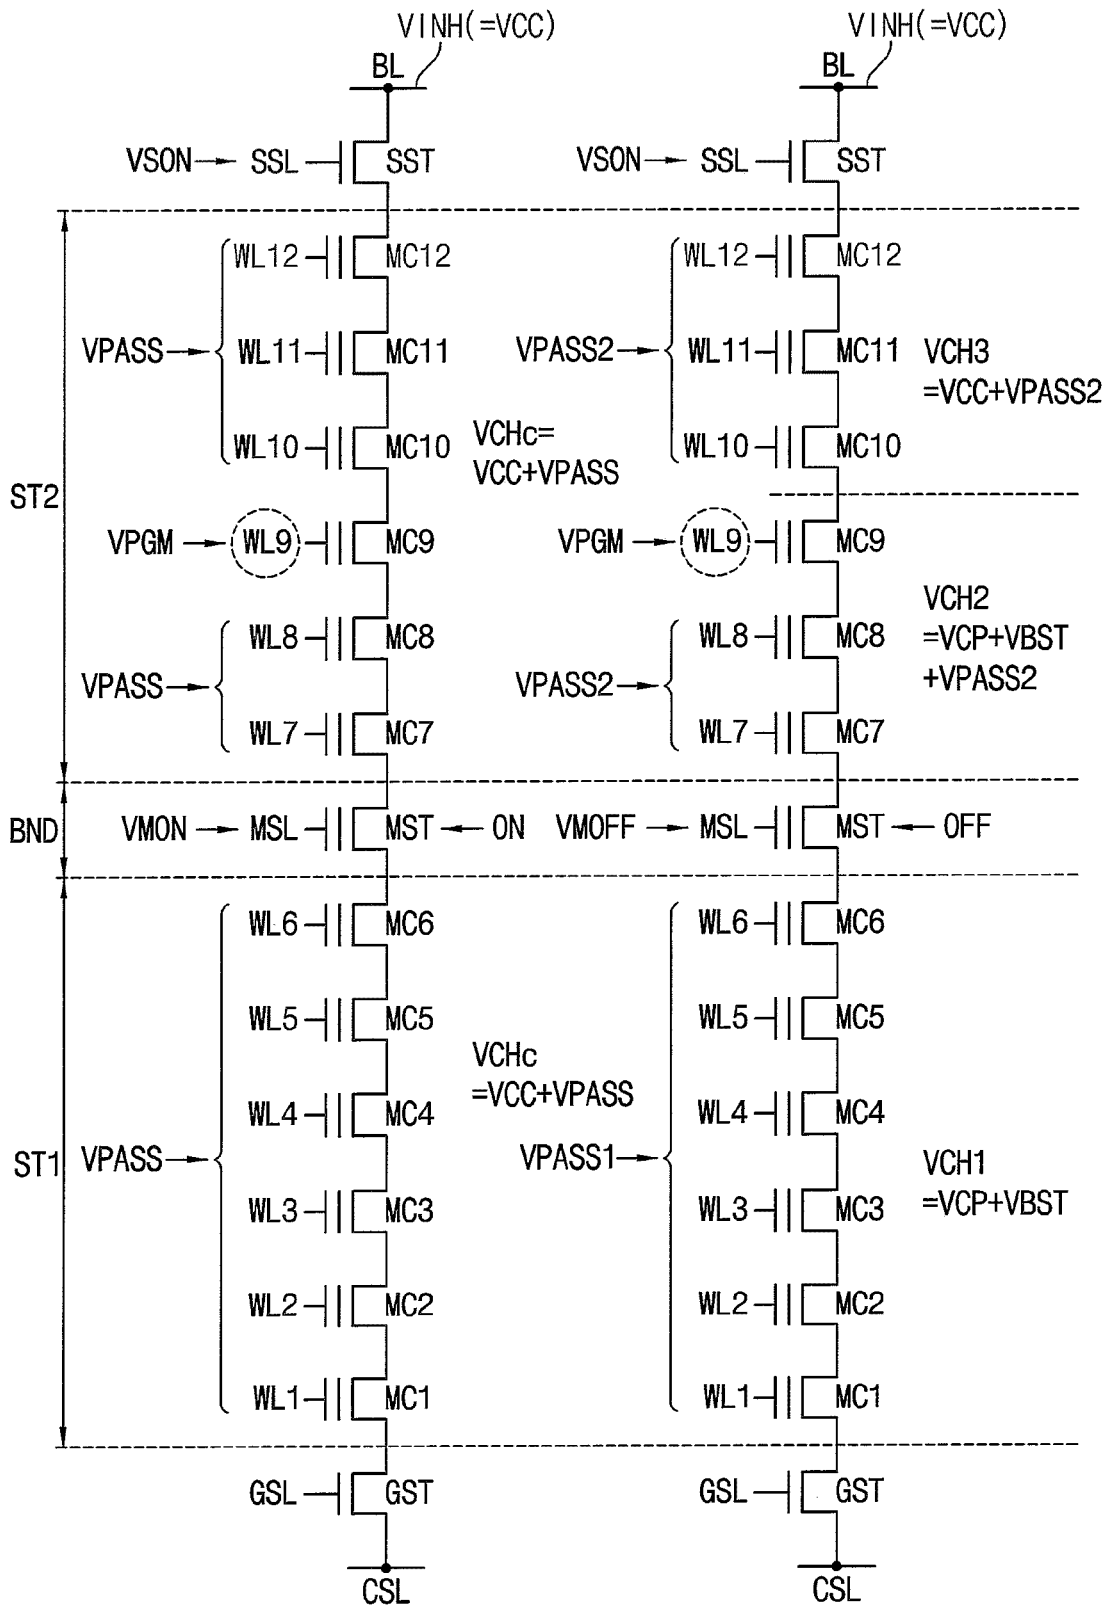 VINH(=VCC) VINH(=VCC)
BL BL
VSON SSL SST VSON SSL SST
WL12 MC12 WL12 MC12
VPASS WL11 MC11 VPASS2 WL11 MC11 VCH3
=VCC+VPASS2
WL10 MC10 VCHc= WL10 MC10
VCC+VPASS
ST2
VPGM WL9 MC9 VPGM WL9 MC9
VCH2
WL8 MC8 WL8 MC8 =VCP+VBST
VPASS VPASS2 +VPASS2
WL7 MC7 WL7 MC7
BND VMON MSL MST ON VMOFF MSL MST OFF
WL6 MC6 WL6 MC6
WL5 MC5 WL5 MC5
VCHc
=VCC+VPASS
WL4 MC4 WL4 MC4
ST1 VPASS VPASS1 VCH1
=VCP+VBST
WL3 MC3 WL3 MC3
WL2 MC2 WL2 MC2
WL1 MC1 WL1 MC1
GSL GST GSL GST
CSL CSL